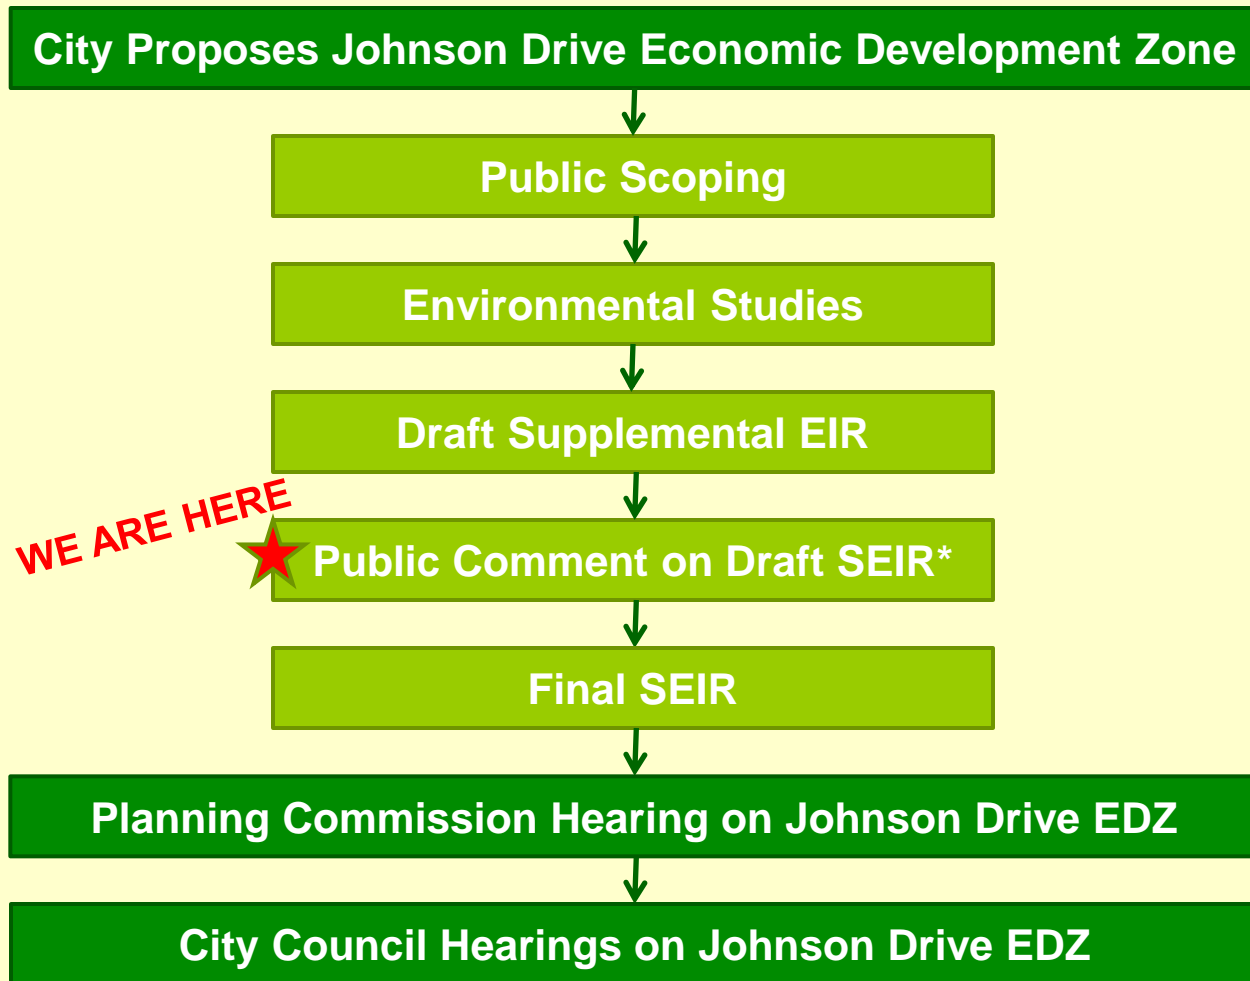 City Proposes Johnson Drive Economic Development Zone
Public Scoping
Environmental Studies
Draft Supplemental EIR
WE ARE HERE
Public Comment on Draft SEIR*
Final SEIR
Planning Commission Hearing on Johnson Drive EDZ
City Council Hearings on Johnson Drive EDZ